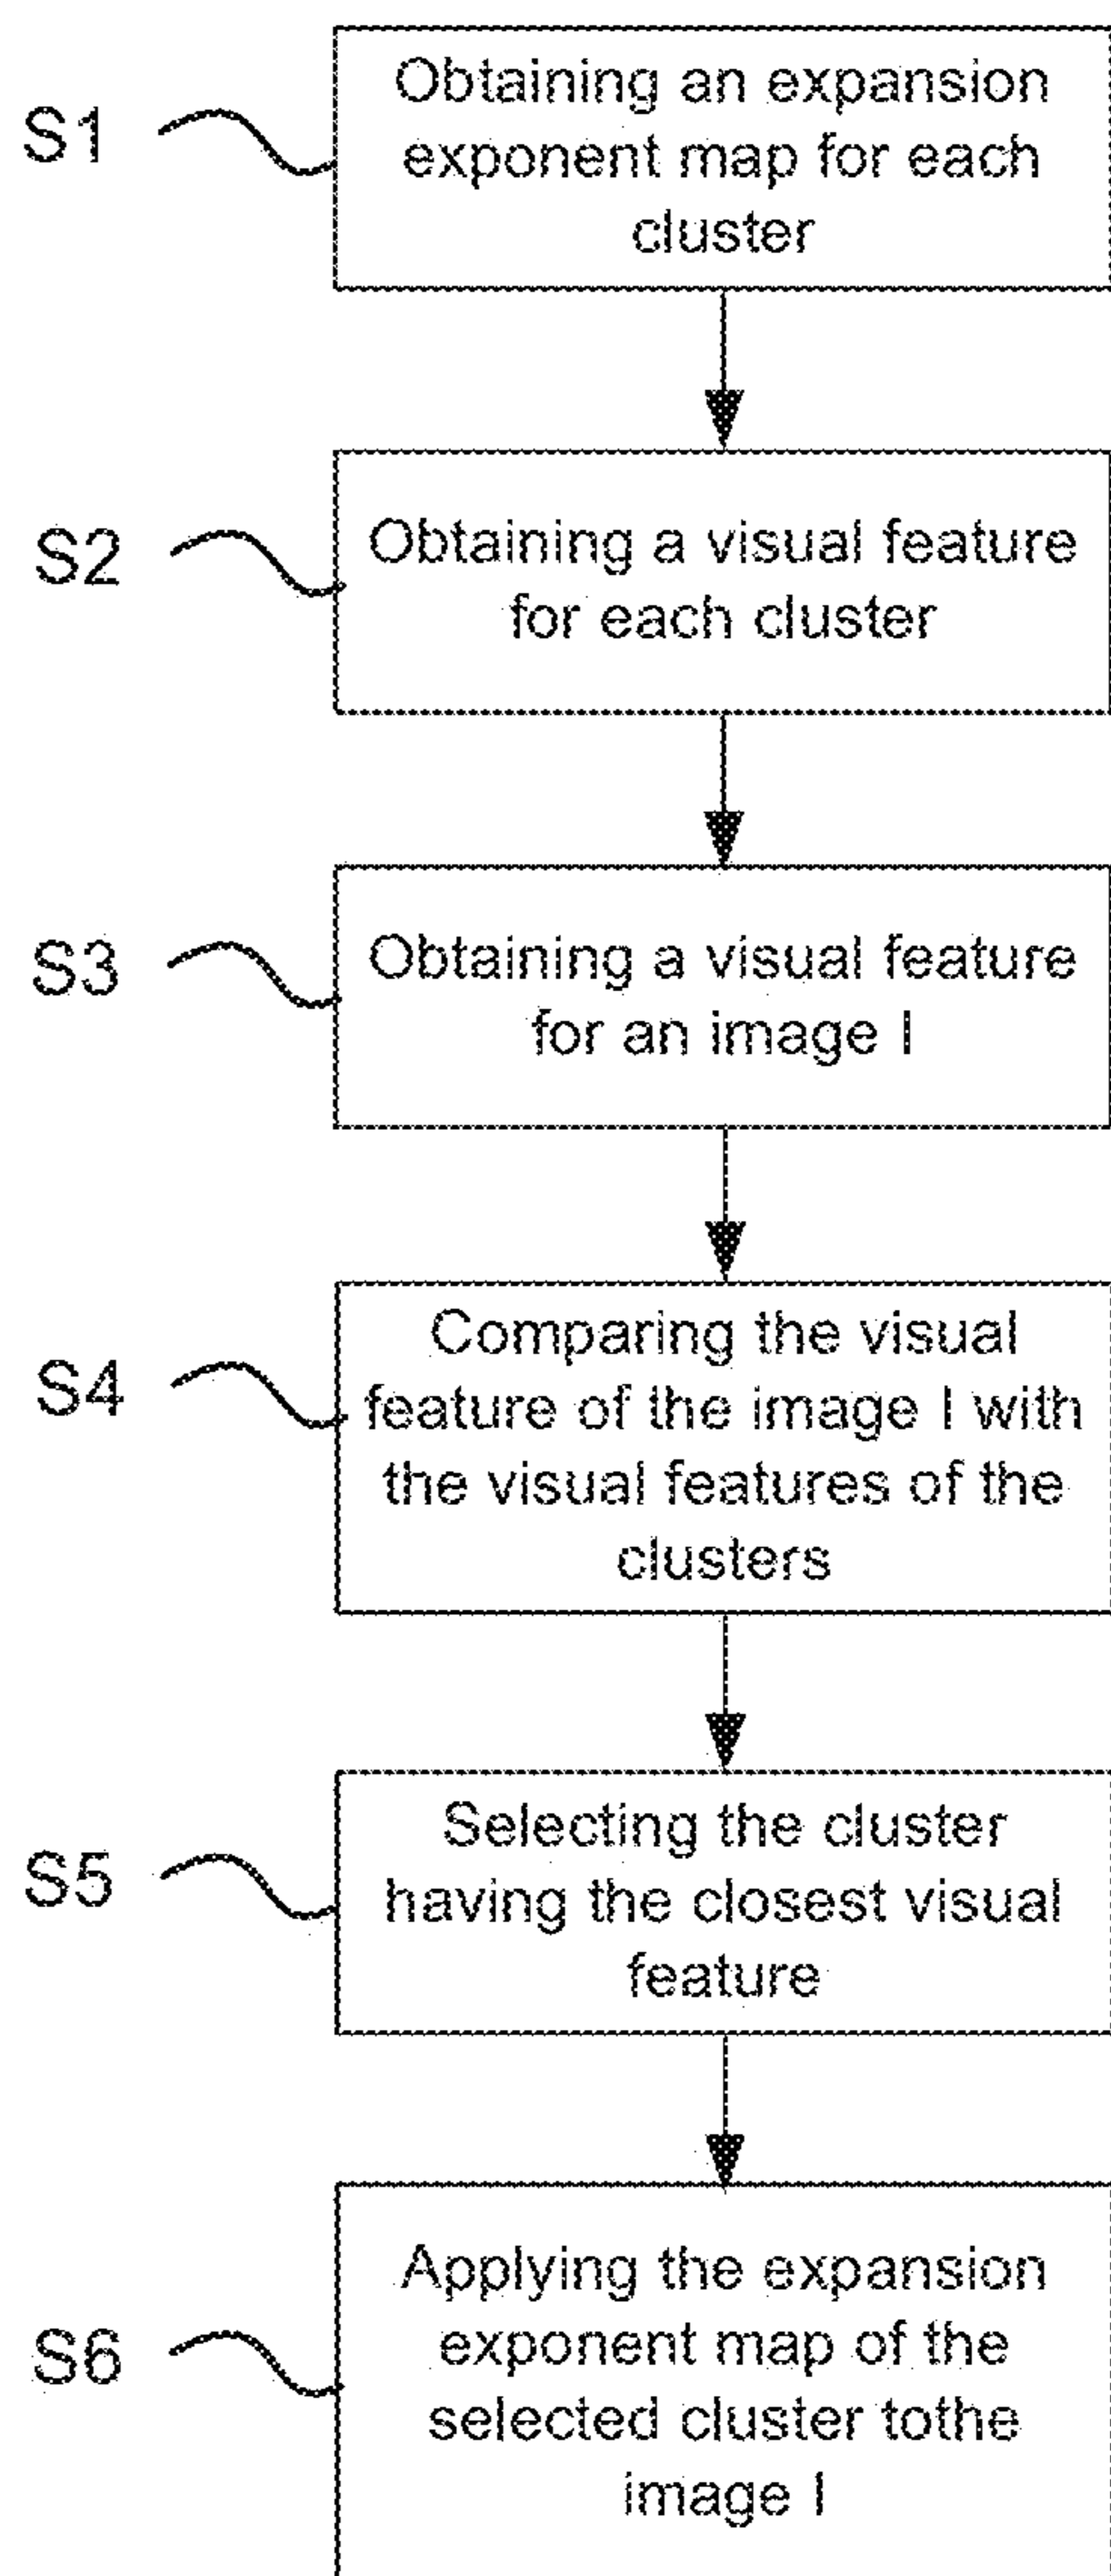 S1
Obtaining an expansion
exponent map for each
cluster
S2
Obtaining a visual feature
for each cluster
S3
Obtaining a visual feature
for an image I
S4
Comparing the visual
feature of the image I with
the visual features of the
clusters
S5
Selecting the cluster
having the closest visual
feature
S6
Applying the expansion
exponent map of the
selected cluster tothe
image I